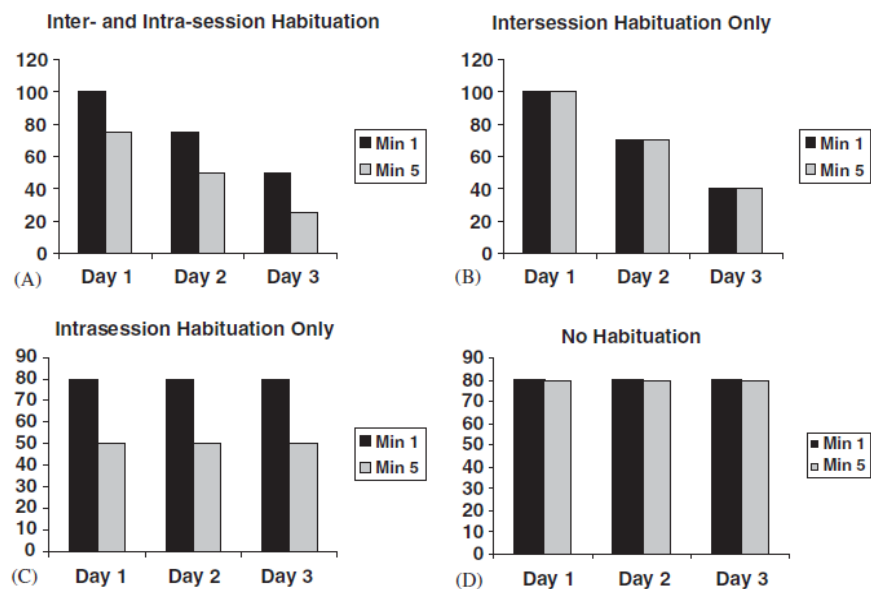 Inter- and Intra-session Habituation
120
100
80
60
40
20
0
Day 1 Day 2 Day 3
Min 1
Min 5
(A)
Intersession Habituation Only
120
100
80
60
40
20
0
Day 1 Day 2 Day 3
Min 1
Min 5
(B)
Intrasession Habituation Only
90
80
70
60
50
40
30
20
10
0
Day 1 Day 2 Day 3
Min 1
Min 5
(C)
No Habituation
90
80
70
60
50
40
30
20
10
0
Day 1 Day 2 Day 3
Min 1
Min 5
(D)